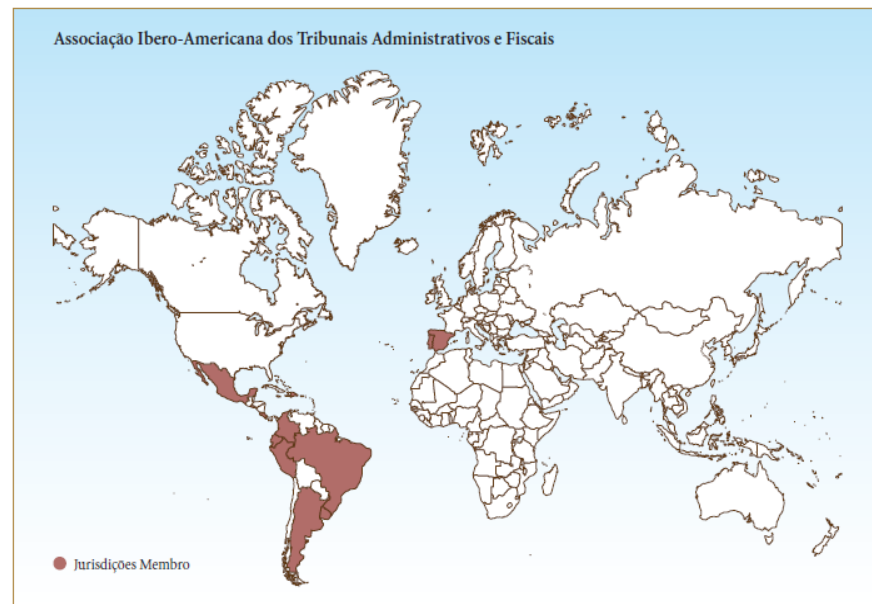 Associação Ibero-Americana dos Tribunais Administrativos e Fiscais
Jurisdições Membro